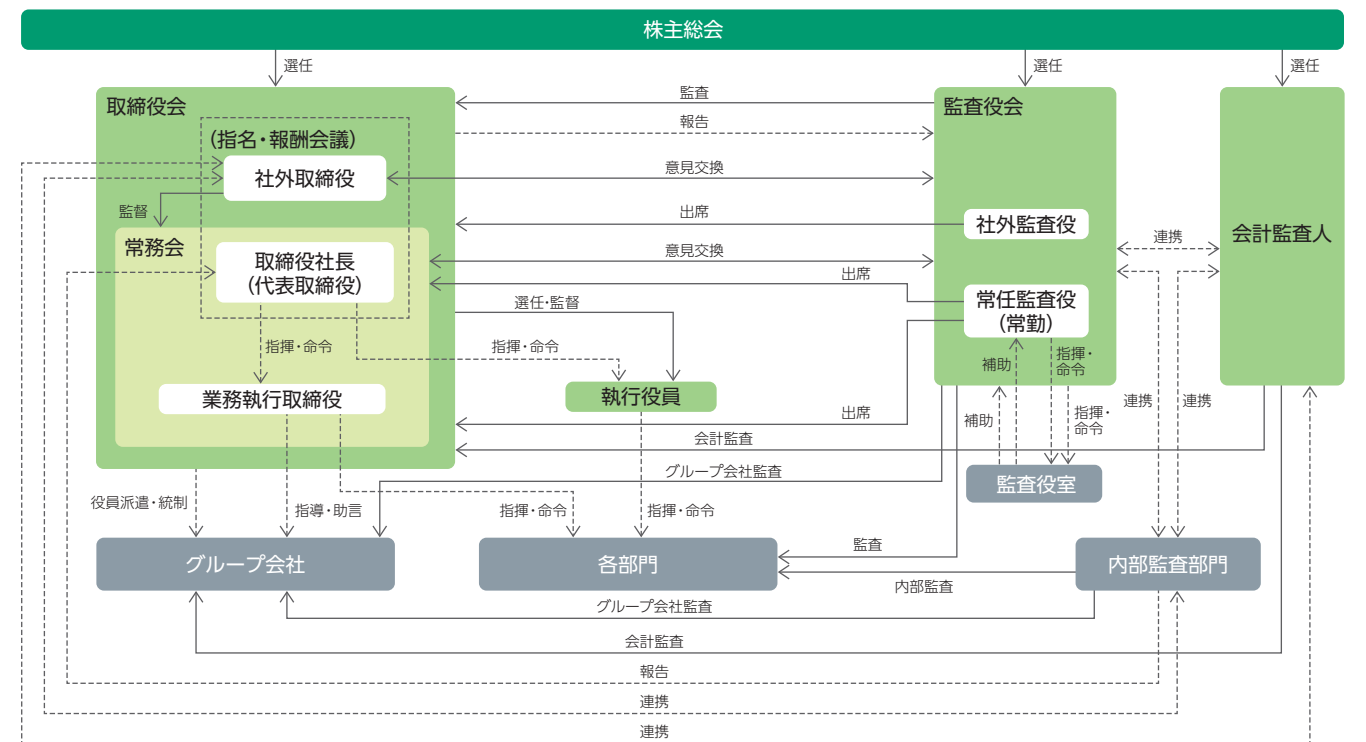 株主総会
選任
選任
選任
取締役会
監査役会
監査
報告
(指名・報酬会議)
社外取締役
意見交換
監督
出席
社外監査役
常務会
意見交換
連携
会計監査人
取締役社長
(代表取締役)
出席
常任監査役
(常勤)
選任・監督
指揮・命令
指揮・命令
補助
指揮・
命令
業務執行取締役
執行役員
出席
補助
指揮・
命令
連携
連携
会計監査
グループ会社監査
監査役室
役員派遣・統制
指導・助言
指揮・命令
指揮・命令
監査
グループ会社
各部門
内部監査部門
内部監査
グループ会社監査
会計監査
報告
連携
連携